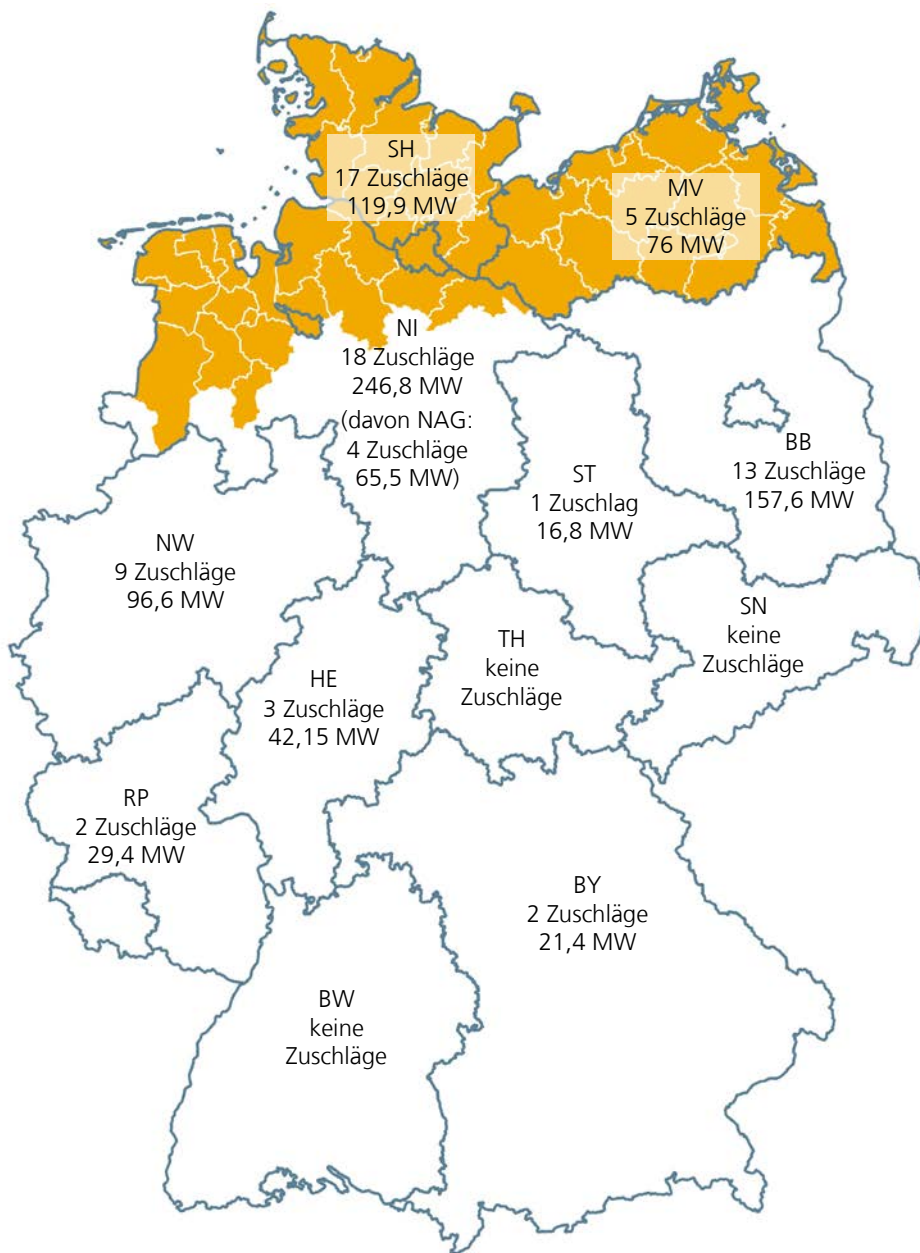 SH
17 Zuschläge
119,9 MW
MV
5 Zuschläge
76 MW
NI
18 Zuschläge
246,8 MW
(davon NAG:
4 Zuschläge
65,5 MW)
BB
13 Zuschläge
157,6 MW
ST
1 Zuschlag
16,8 MW
NW
9 Zuschläge
96,6 MW
SN
keine
Zuschläge
TH
keine
Zuschläge
HE
3 Zuschläge
42,15 MW
RP
2 Zuschläge
29,4 MW
BY
2 Zuschläge
21,4 MW
BW
keine
Zuschläge